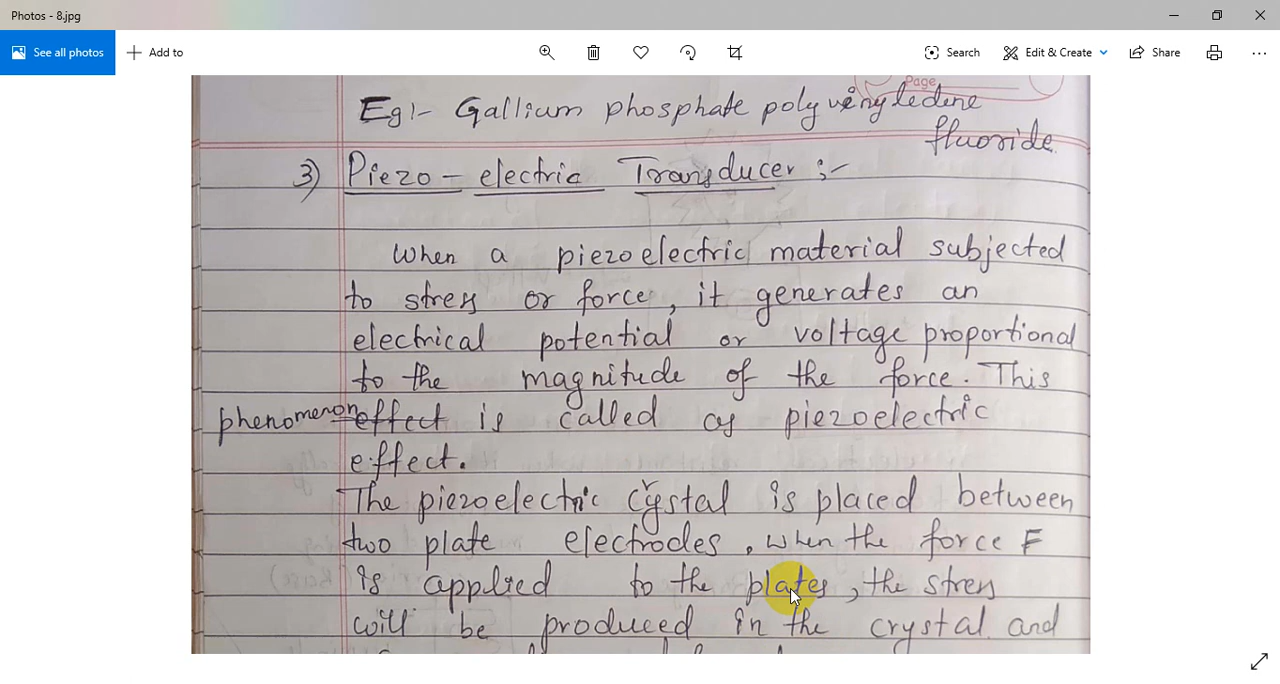 Photos - 8.jpg
See all photos
Add to
Search
Edit & Create
Share
Page
Eg:- Gallium phosphate polyvinyledene
fluoride.
3) Piezo-electric Transducer :-
When a piezoelectric material subjected
to stress or force, it generates an
electrical potential or voltage proportional
to the magnitude of the force. This
phenomenon effect is called as piezoelectric
effect.
The piezoelectric crystal is placed between
two plate electrodes, when the force F
is applied to the plates, the stress
will be produced in the crystal and